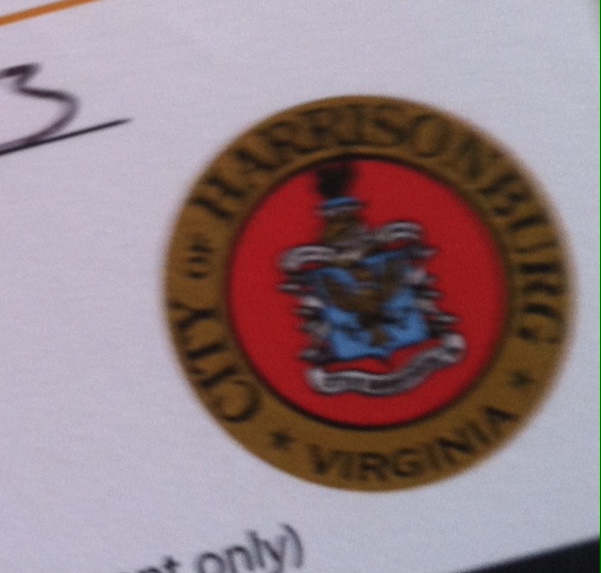 3
CITY OF HARRISONBURG
★ VIRGINIA ★
only)